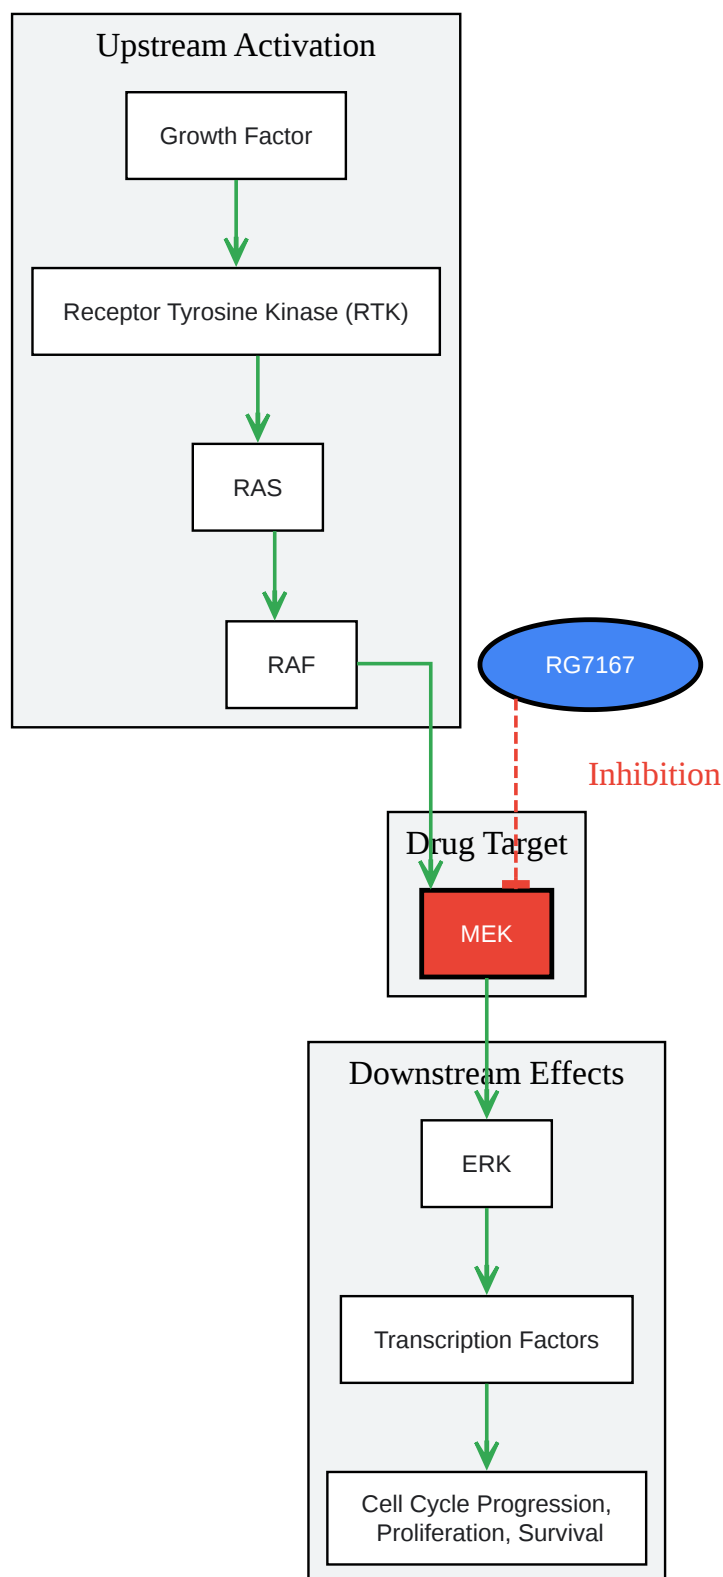 Upstream Activation
Growth Factor
Receptor Tyrosine Kinase (RTK)
RAS
RAF
RG7167
Inhibition
Drug Target
MEK
Downstream Effects
ERK
Transcription Factors
Cell Cycle Progression,
Proliferation, Survival